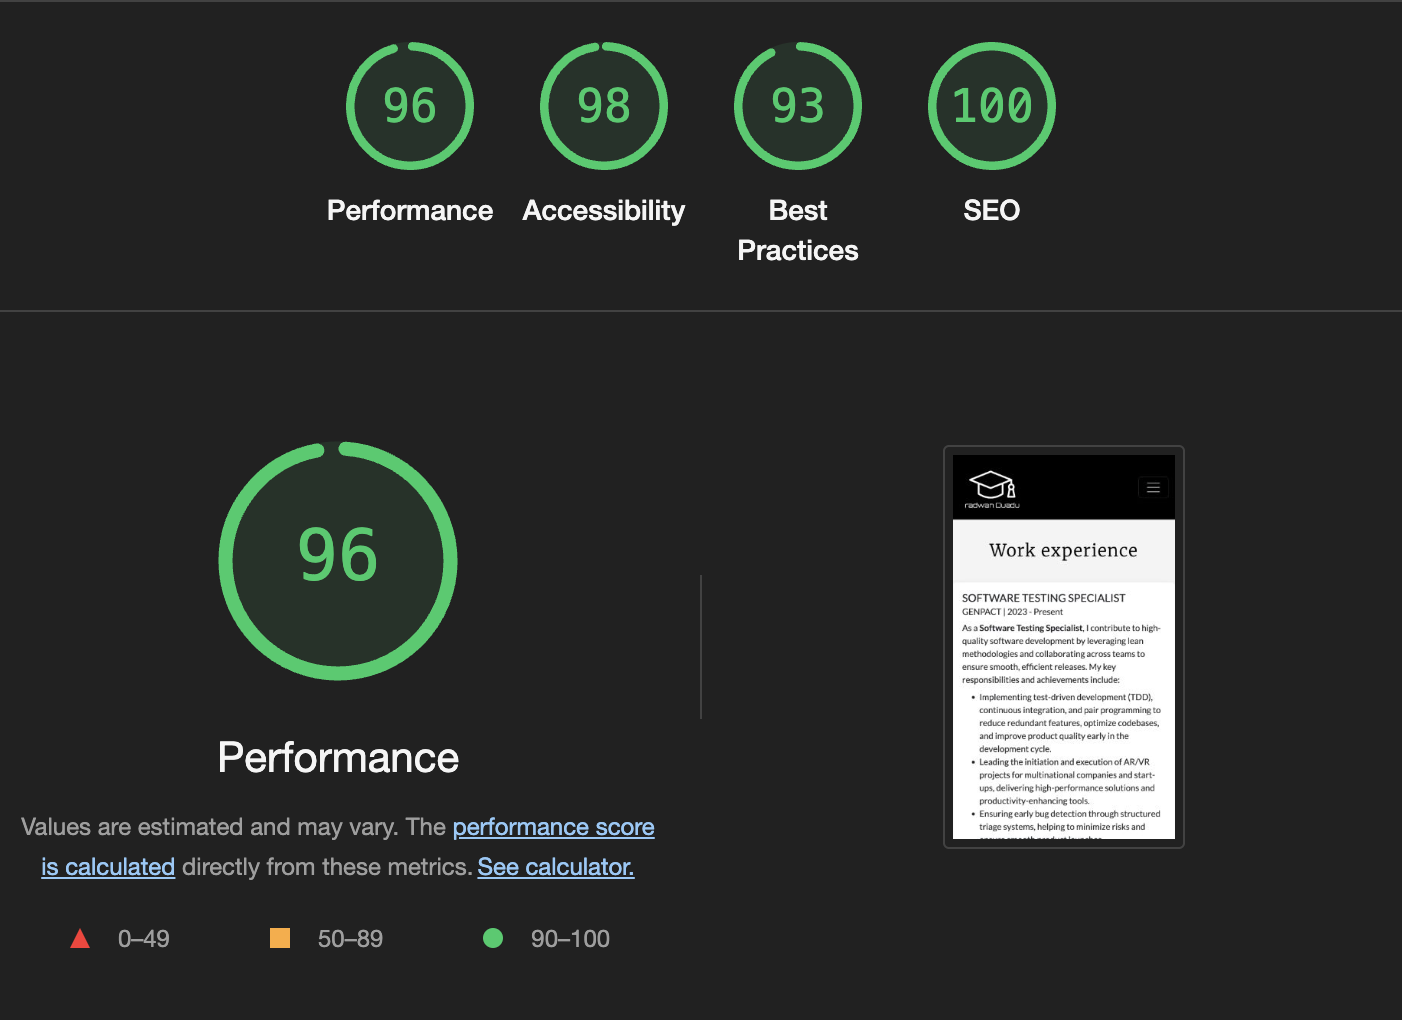 96
98
93
100
Performance
Accessibility
Best
Practices
SEO
96
Performance
Values are estimated and may vary. The performance score
is calculated directly from these metrics. See calculator.
0–49
50–89
90–100
radwan Duadu
Work experience
SOFTWARE TESTING SPECIALIST
GENPACT | 2023 - Present
As a Software Testing Specialist, I contribute to high-
quality software development by leveraging lean
methodologies and collaborating across teams to
ensure smooth, efficient releases. My key
responsibilities and achievements include:
• Implementing test-driven development (TDD),
continuous integration, and pair programming to
reduce redundant features, optimize codebases,
and improve product quality early in the
development cycle.
• Leading the initiation and execution of AR/VR
projects for multinational companies and start-
ups, delivering high-performance solutions and
productivity-enhancing tools.
• Ensuring early bug detection through structured
triage systems, helping to minimize risks and